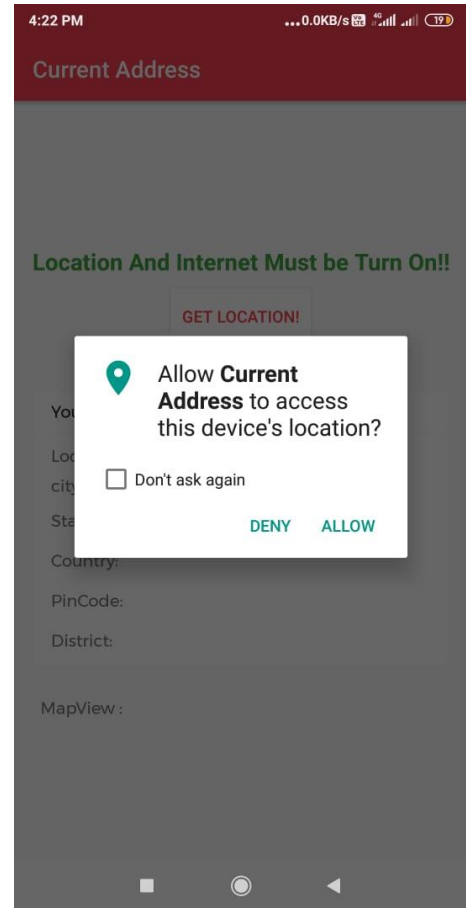 4:22 PM
...0.0KB/s 4G 19
Current Address
Location And Internet Must be Turn On!!
GET LOCATION!
Allow Current
Address to access
this device's location?
Don't ask again
DENY ALLOW
Country:
PinCode:
District:
MapView :